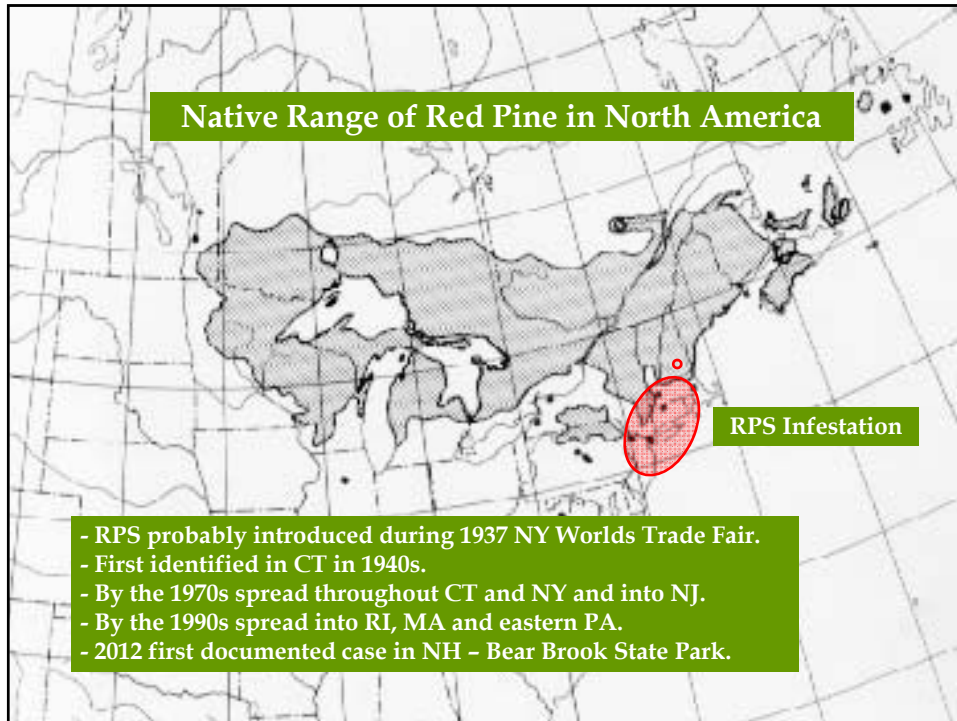 Native Range of Red Pine in North America
RPS Infestation
- RPS probably introduced during 1937 NY Worlds Trade Fair.
- First identified in CT in 1940s.
- By the 1970s spread throughout CT and NY and into NJ.
- By the 1990s spread into RI, MA and eastern PA.
- 2012 first documented case in NH – Bear Brook State Park.